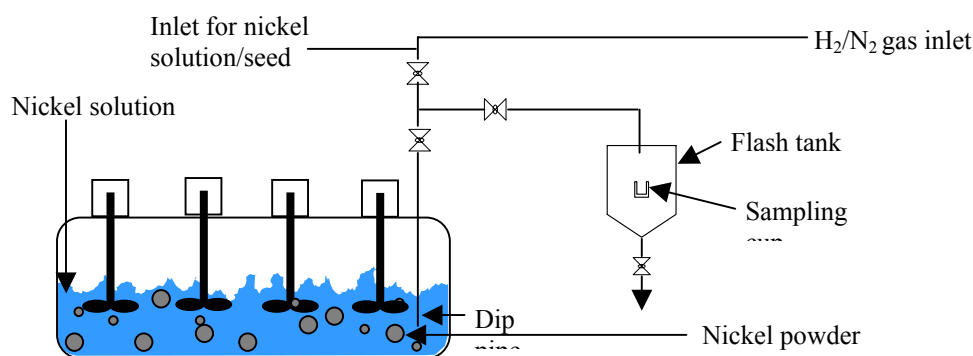 Inlet for nickel
solution/seed
H₂/N₂ gas inlet
Nickel solution
Flash tank
Sampling
Dip
Nickel powder